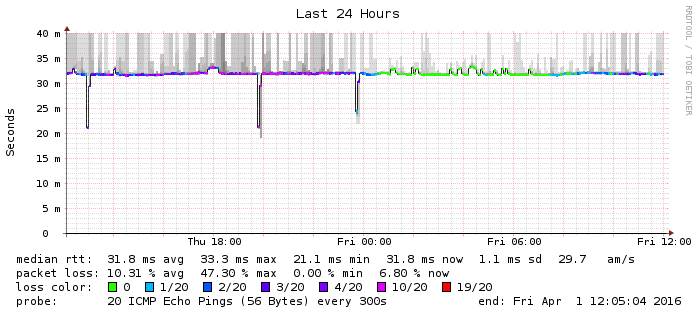 Last 24 Hours
RRDTOOL / TOBI OETIKER
Seconds
40 m
35 m
30 m
25 m
20 m
15 m
10 m
5 m
0
Thu 18:00 Fri 00:00 Fri 06:00 Fri 12:00
median rtt: 31.8 ms avg 33.3 ms max 21.1 ms min 31.8 ms now 1.1 ms sd 29.7 am/s
packet loss: 10.31 % avg 47.30 % max 0.00 % min 6.80 % now
loss color: 0 1/20 2/20 3/20 4/20 10/20 19/20
probe: 20 ICMP Echo Pings (56 Bytes) every 300s end: Fri Apr 1 12:05:04 2016